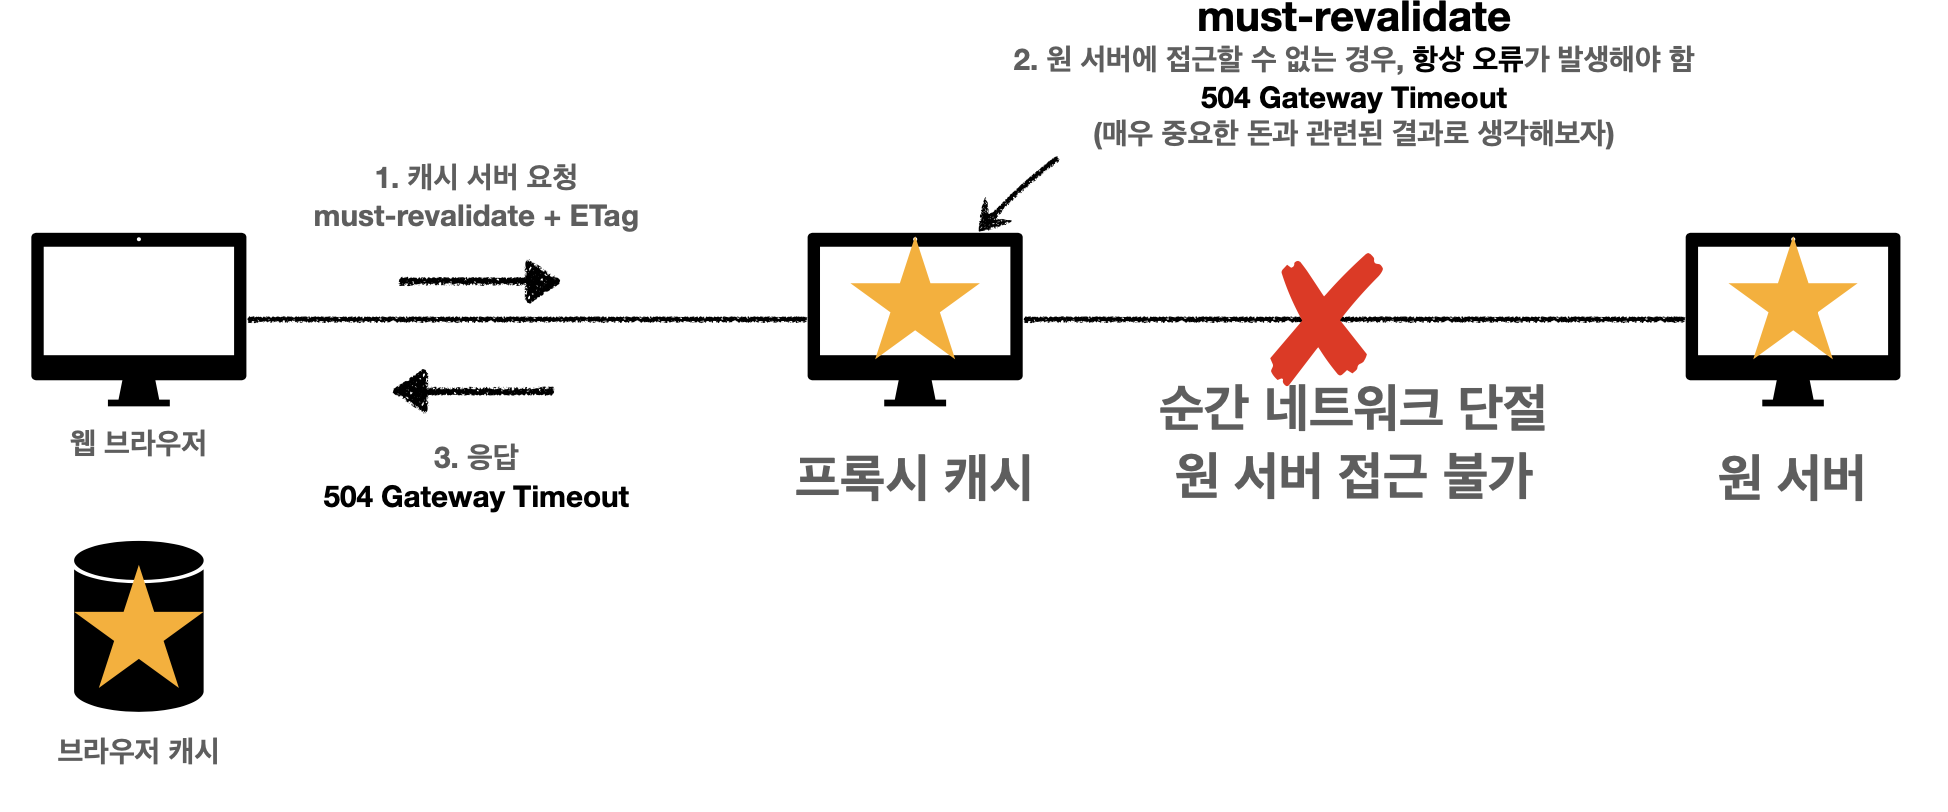 must-revalidate
2. 원 서버에 접근할 수 없는 경우, 항상 오류가 발생해야 함
504 Gateway Timeout
(매우 중요한 돈과 관련된 결과로 생각해보자)
1. 캐시 서버 요청
must-revalidate + ETag
웹 브라우저
3. 응답
504 Gateway Timeout
프록시 캐시
순간 네트워크 단절
원 서버 접근 불가
원 서버
브라우저 캐시